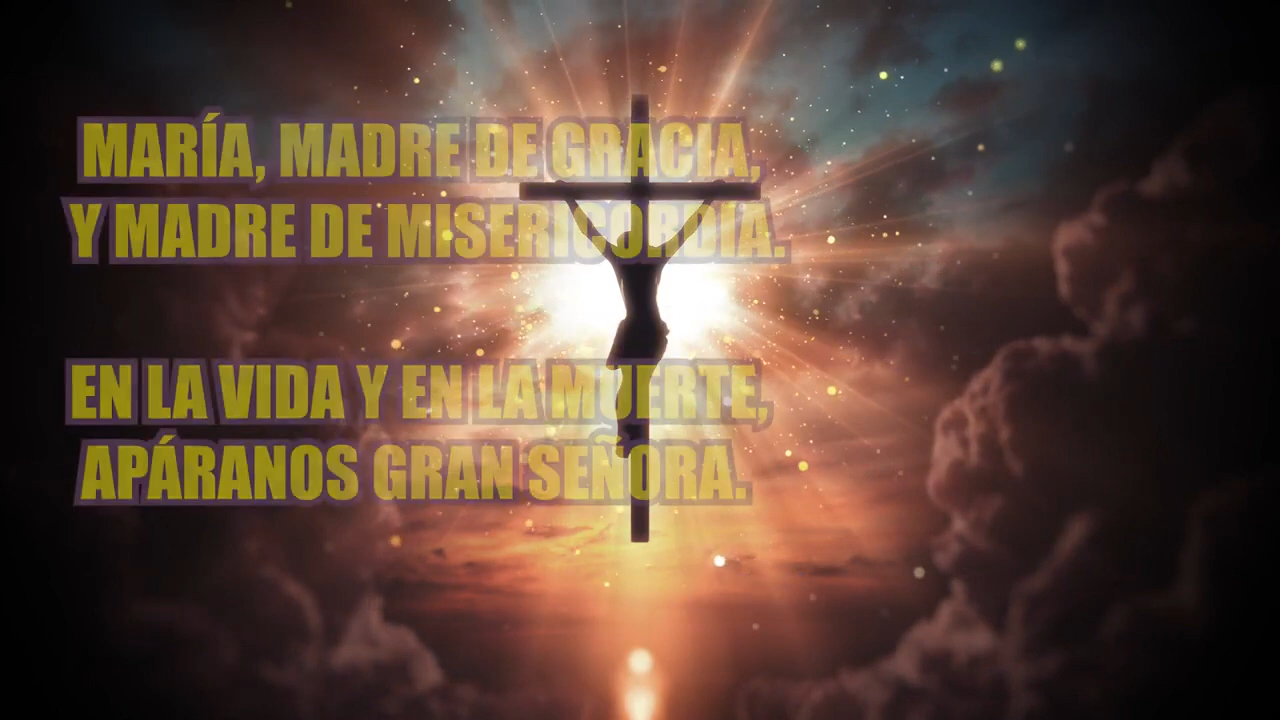 MARÍA, MADRE DE GRACIA,
Y MADRE DE MISERICORDIA.
EN LA VIDA Y EN LA MUERTE,
APÁRANOS GRAN SEÑORA.